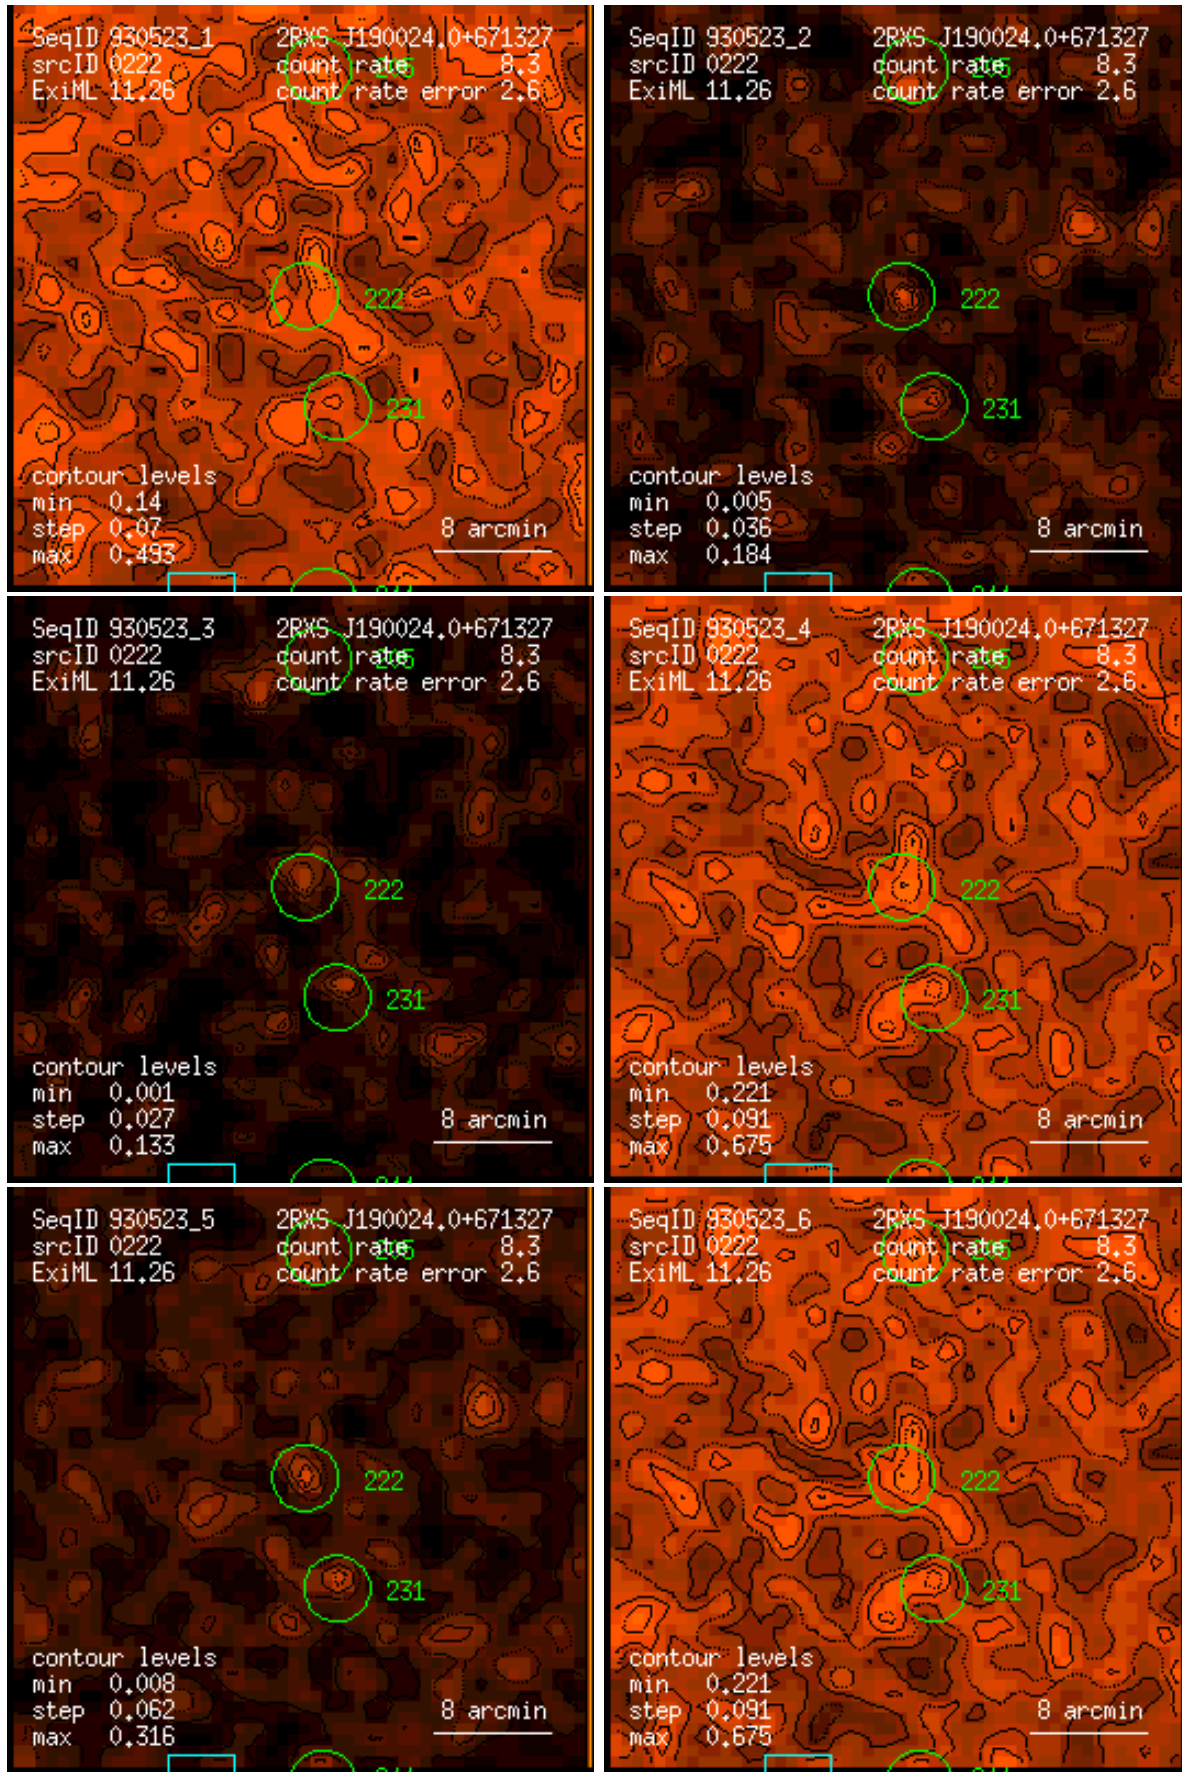 SeqID 930523_1 2RXS J190024.0+671327
srcID 0222 count rate 8.3
ExiML 11.26 count rate error 2.6
222
231
contour levels
min 0.14
step 0.07 8 arcmin
max 0.493
SeqID 930523_2 2RXS J190024.0+671327
srcID 0222 count rate 8.3
ExiML 11.26 count rate error 2.6
222
231
contour levels
min 0.005
step 0.036 8 arcmin
max 0.184
SeqID 930523_3 2RXS J190024.0+671327
srcID 0222 count rate 8.3
ExiML 11.26 count rate error 2.6
222
231
contour levels
min 0.001
step 0.027 8 arcmin
max 0.133
SeqID 930523_4 2RXS J190024.0+671327
srcID 0222 count rate 8.3
ExiML 11.26 count rate error 2.6
222
231
contour levels
min 0.221
step 0.091 8 arcmin
max 0.675
SeqID 930523_5 2RXS J190024.0+671327
srcID 0222 count rate 8.3
ExiML 11.26 count rate error 2.6
222
231
contour levels
min 0.008
step 0.062 8 arcmin
max 0.316
SeqID 930523_6 2RXS J190024.0+671327
srcID 0222 count rate 8.3
ExiML 11.26 count rate error 2.6
222
231
contour levels
min 0.221
step 0.091 8 arcmin
max 0.675